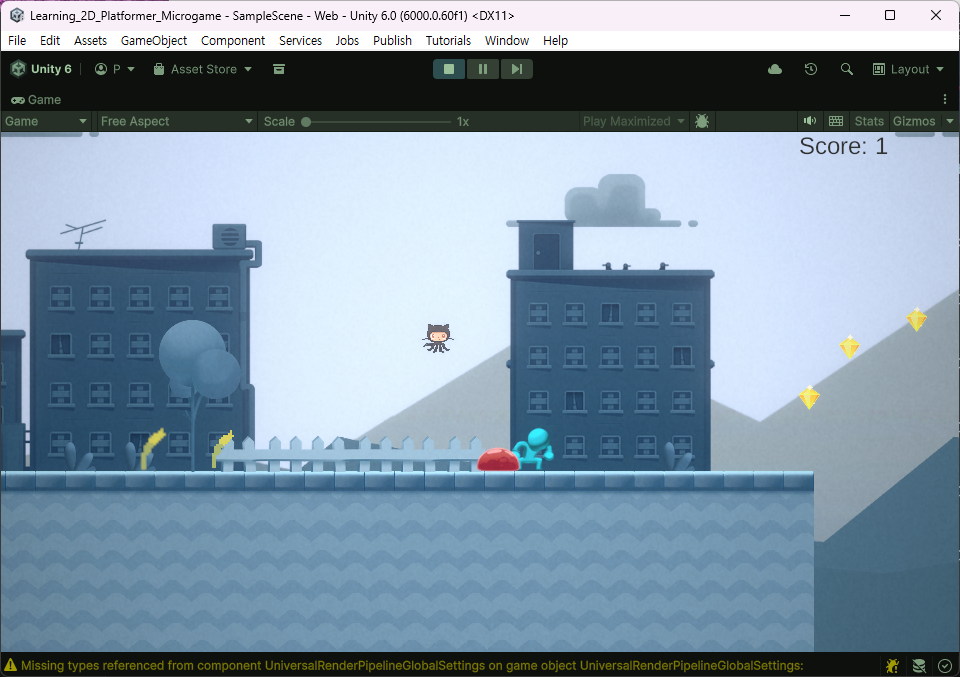 Learning_2D_Platformer_Microgame - SampleScene - Web - Unity 6.0 (6000.0.60f1) <DX11>
File Edit Assets GameObject Component Services Jobs Publish Tutorials Window Help
Unity 6 P Asset Store Layout
Game
Game Free Aspect Scale 1x Play Maximized Stats Gizmos
Score: 1
Missing types referenced from component UniversalRenderPipelineGlobalSettings on game object UniversalRenderPipelineGlobalSettings: